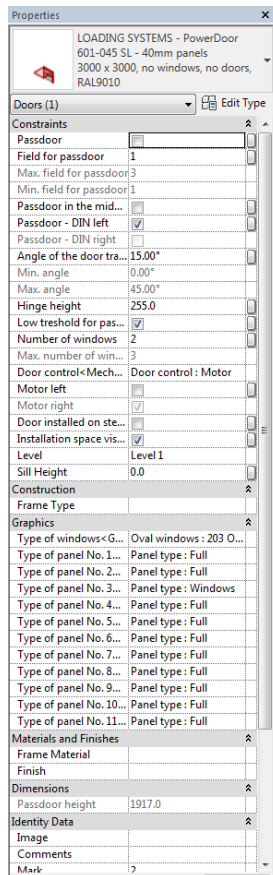 Properties
LOADING SYSTEMS - PowerDoor
601-045 SL - 40mm panels
3000 x 3000, no windows, no doors,
RAL9010
Doors (1) Edit Type
Constraints
Passdoor
Field for passdoor 1
Max. field for passdoor 3
Min. field for passdoor 1
Passdoor in the mid...
Passdoor - DIN left
Passdoor - DIN right
Angle of the door tra... 15.00°
Min. angle 0.00°
Max. angle 45.00°
Hinge height 255.0
Low treshold for pas...
Number of windows 2
Max. number of win... 3
Door control<Mech... Door control : Motor
Motor left
Motor right
Door installed on ste...
Installation space vis...
Level Level 1
Sill Height 0.0
Construction
Frame Type
Graphics
Type of windows<G... Oval windows : 203 O...
Type of panel No. 1... Panel type : Full
Type of panel No. 2... Panel type : Full
Type of panel No. 3... Panel type : Windows
Type of panel No. 4... Panel type : Full
Type of panel No. 5... Panel type : Full
Type of panel No. 6... Panel type : Full
Type of panel No. 7... Panel type : Full
Type of panel No. 8... Panel type : Full
Type of panel No. 9... Panel type : Full
Type of panel No. 10... Panel type : Full
Type of panel No. 11... Panel type : Full
Materials and Finishes
Frame Material
Finish
Dimensions
Passdoor height 1917.0
Identity Data
Image
Comments
Mark 2